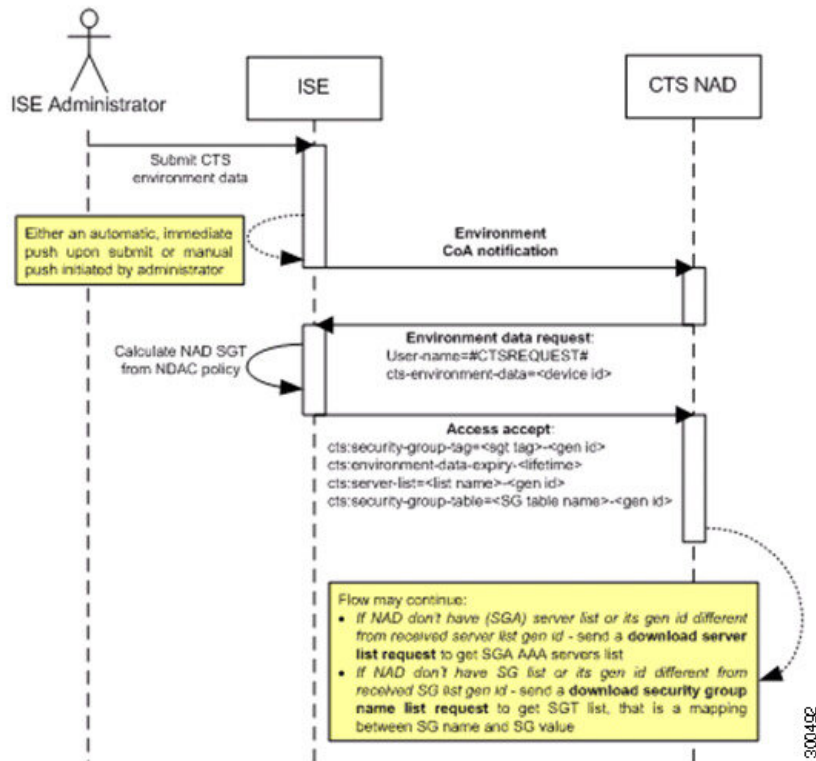 ISE Administrator
ISE
CTS NAD
Submit CTS
environment data
Either an automatic, immediate
push upon submit or manual
push initiated by administrator
Environment
CoA notification
Calculate NAD SGT
from NDAC policy
Environment data request:
User-name=#CTSREQUEST#
cts-environment-data=<device id>
Access accept:
cts:security-group-tag=<sgt tag>-<gen id>
cts:environment-data-expiry-<lifetime>
cts:server-list=<list name>-<gen id>
cts:security-group-table=<SG table name>-<gen id>
Flow may continue:
• If NAD don't have (SGA) server list or its gen id different
from received server list gen id - send a download server
list request to get SGA AAA servers list
• If NAD don't have SG list or its gen id different from
received SG list gen id - send a download security group
name list request to get SGT list, that is a mapping
between SG name and SG value
300492